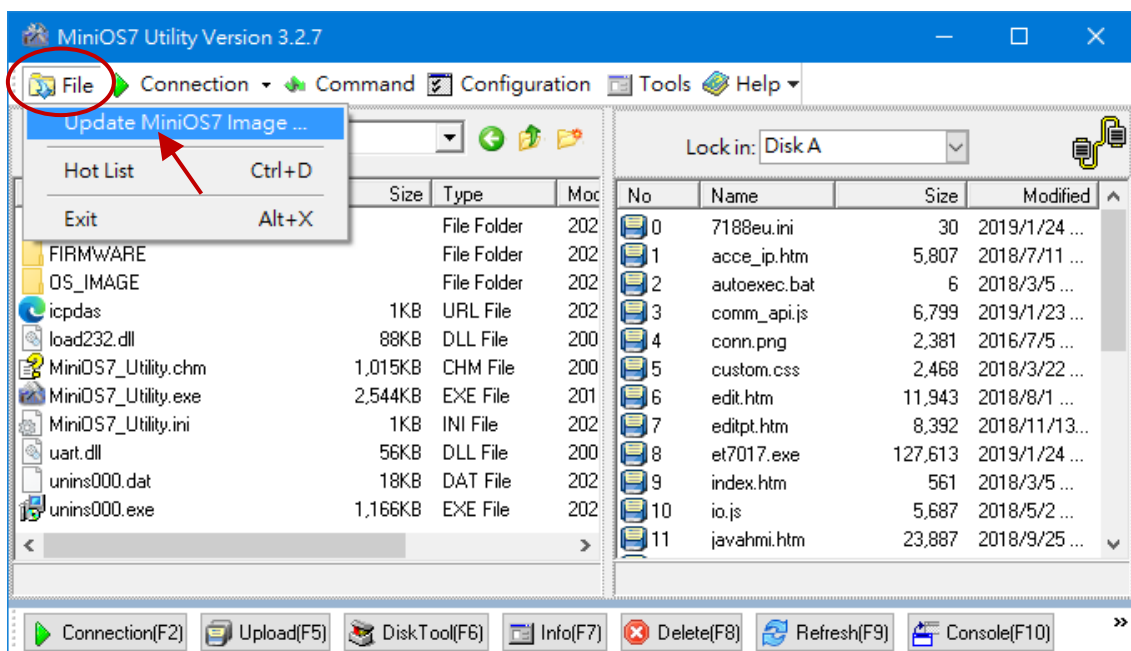 MiniOS7 Utility Version 3.2.7
File Connection Command Configuration Tools Help
Update MiniOS7 Image ...
Hot List Ctrl+D
Exit Alt+X
Lock in: Disk A
Size Type Mod
File Folder 202
FIRMWARE File Folder 202
OS_IMAGE File Folder 202
icpdas 1KB URL File 202
load232.dll 88KB DLL File 200
MiniOS7_Utility.chm 1,015KB CHM File 200
MiniOS7_Utility.exe 2,544KB EXE File 201
MiniOS7_Utility.ini 1KB INI File 202
uart.dll 56KB DLL File 200
unins000.dat 18KB DAT File 202
unins000.exe 1,166KB EXE File 202
No Name Size Modified
0 7188eu.ini 30 2019/1/24 ...
1 acce_ip.htm 5,807 2018/7/11 ...
2 autoexec.bat 6 2018/3/5 ...
3 comm_api.js 6,799 2019/1/23 ...
4 conn.png 2,381 2016/7/5 ...
5 custom.css 2,468 2018/3/22 ...
6 edit.htm 11,943 2018/8/1 ...
7 editpt.htm 8,392 2018/11/13...
8 et7017.exe 127,613 2019/1/24 ...
9 index.htm 561 2018/3/5 ...
10 io.js 5,687 2018/5/2 ...
11 javahmi.htm 23,887 2018/9/25 ...
Connection(F2) Upload(F5) DiskTool(F6) Info(F7) Delete(F8) Refresh(F9) Console(F10) »